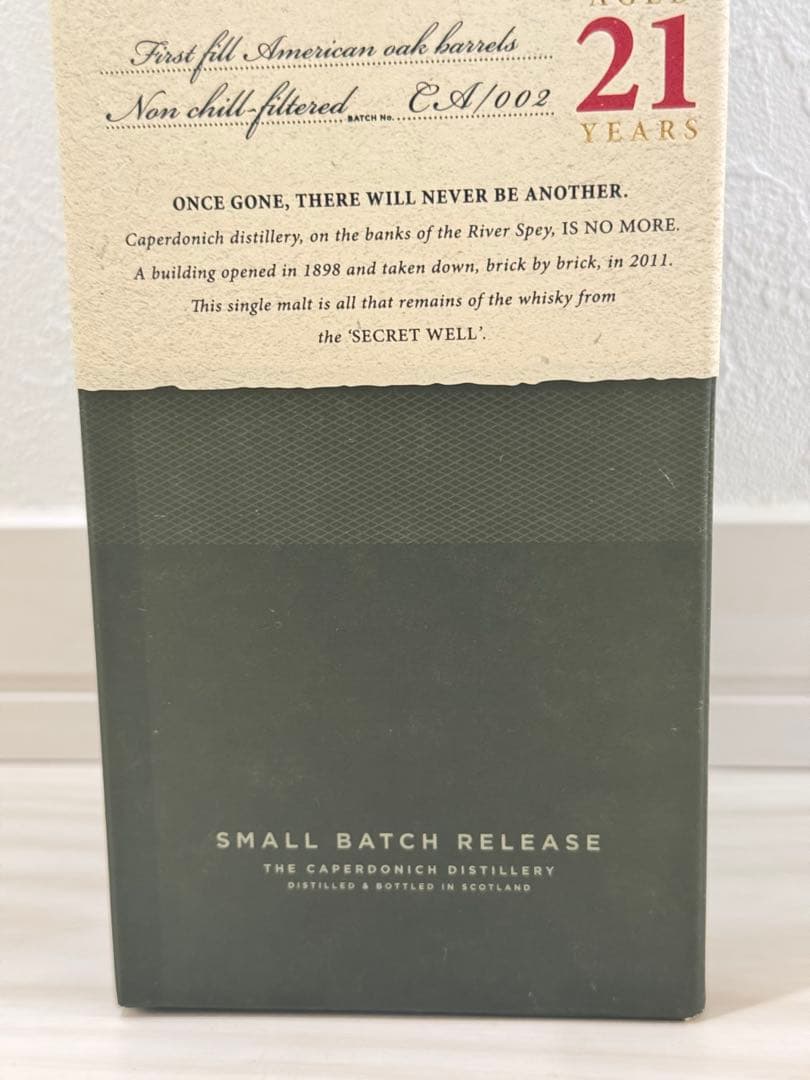 AGED
First fill American oak barrels
21
Non chill-filtered BATCH No. CA/002
YEARS
ONCE GONE, THERE WILL NEVER BE ANOTHER.
Caperdonich distillery, on the banks of the River Spey, IS NO MORE.
A building opened in 1898 and taken down, brick by brick, in 2011.
This single malt is all that remains of the whisky from
the ‘SECRET WELL’.
SMALL BATCH RELEASE
THE CAPERDONICH DISTILLERY
DISTILLED & BOTTLED IN SCOTLAND